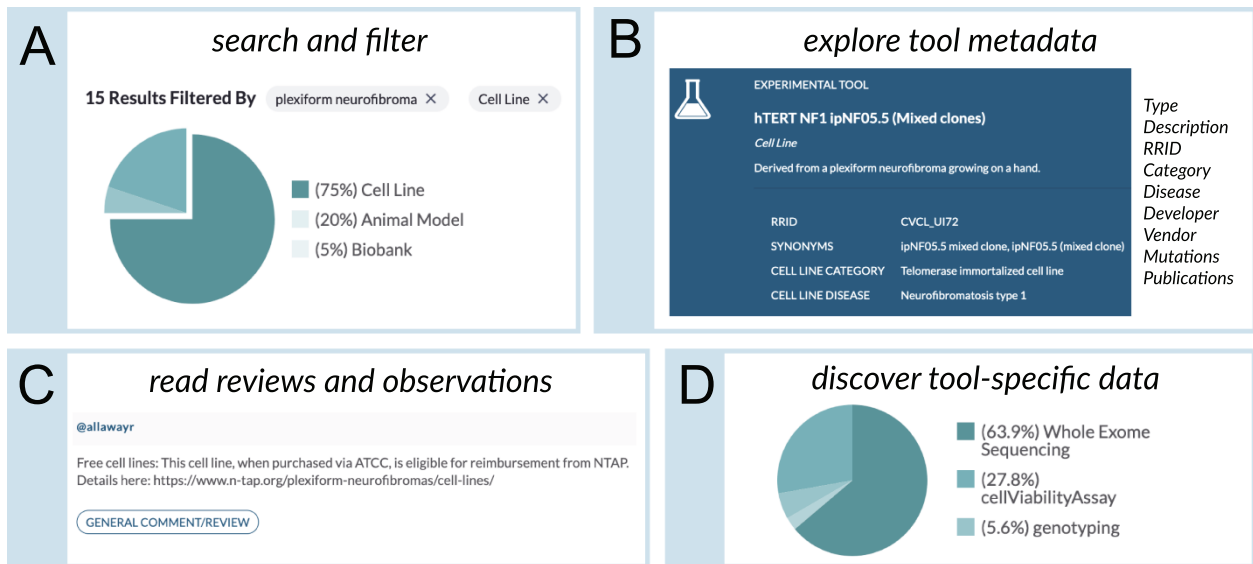 A
search and filter
15 Results Filtered By plexiform neurofibroma × Cell Line ×
(75%) Cell Line
(20%) Animal Model
(5%) Biobank
B
explore tool metadata
EXPERIMENTAL TOOL
hTERT NF1 ipNF05.5 (Mixed clones)
Cell Line
Derived from a plexiform neurofibroma growing on a hand.
RRID CVCL_UI72
SYNONYMS ipNF05.5 mixed clone, ipNF05.5 (mixed clone)
CELL LINE CATEGORY Telomerase immortalized cell line
CELL LINE DISEASE Neurofibromatosis type 1
Type
Description
RRID
Category
Disease
Developer
Vendor
Mutations
Publications
C
read reviews and observations
@allawayr
Free cell lines: This cell line, when purchased via ATCC, is eligible for reimbursement from NTAP.
Details here: https://www.n-tap.org/plexiform-neurofibromas/cell-lines/
GENERAL COMMENT/REVIEW
D
discover tool-specific data
(63.9%) Whole Exome
Sequencing
(27.8%)
cellViabilityAssay
(5.6%) genotyping